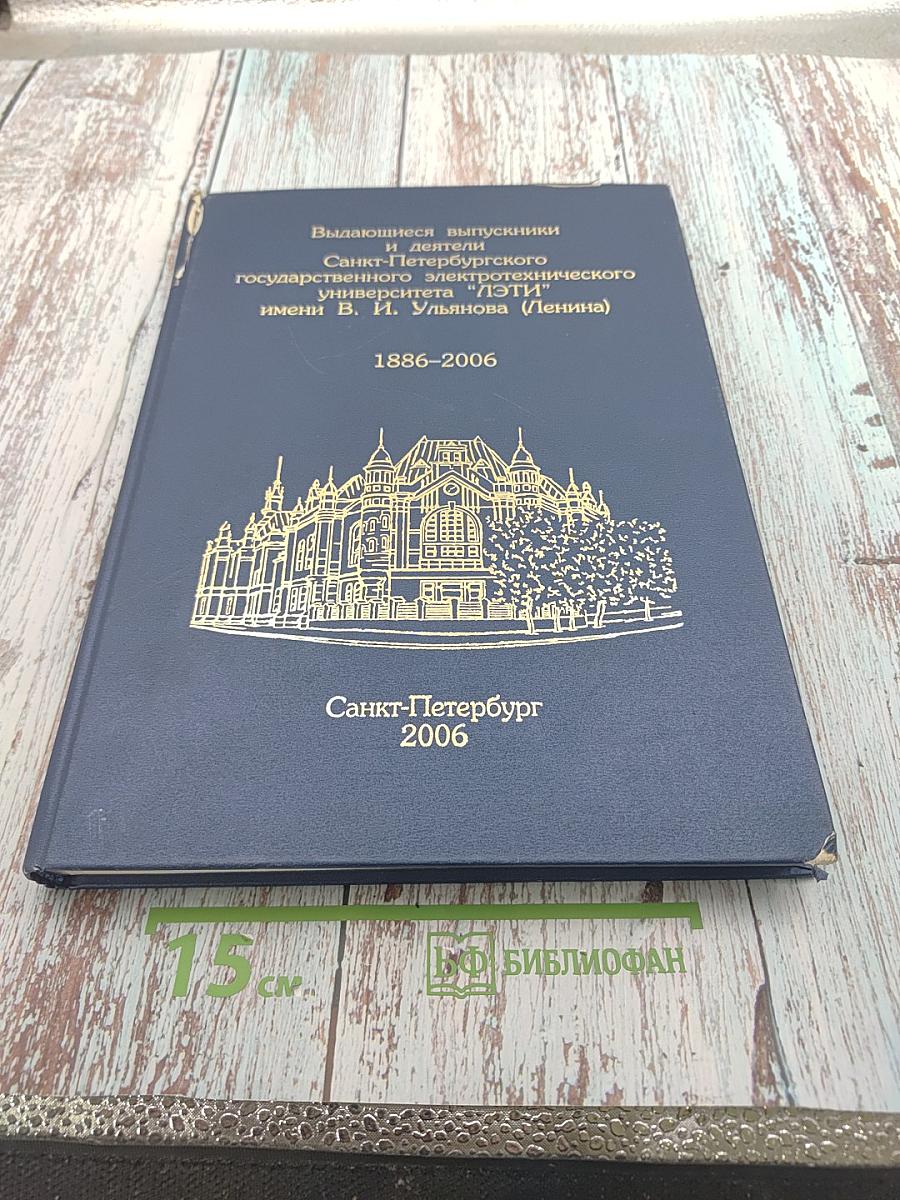 Выдающиеся выпускники
и деятели
Санкт-Петербургского
государственного электротехнического
университета "ЛЭТИ"
имени В. И. Ульянова (Ленина)
1886–2006
Санкт-Петербург
2006
15 см
БФ БИБЛИОФАН